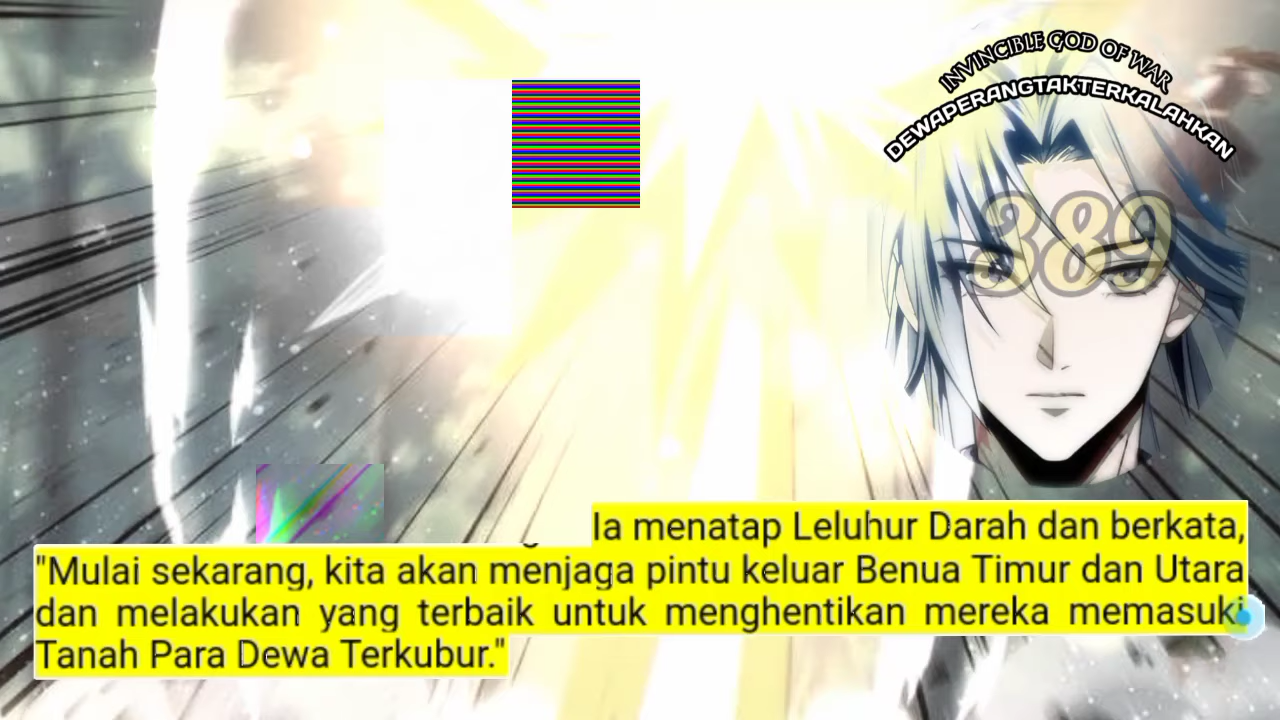 INVINCIBLE GOD OF WAR
DEWAPERANGTAKTERKALAHKAN
389
Ia menatap Leluhur Darah dan berkata,
"Mulai sekarang, kita akan menjaga pintu keluar Benua Timur dan Utara
dan melakukan yang terbaik untuk menghentikan mereka memasuki
Tanah Para Dewa Terkubur."